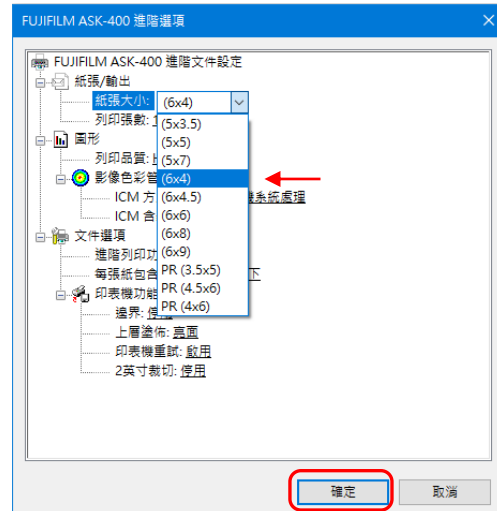 FUJIFILM ASK-400 進階選項
FUJIFILM ASK-400 進階文件設定
紙張/輸出
紙張大小: (6x4)
列印張數:
(5x3.5)
圖形
(5x5)
列印品質:
(5x7)
影像色彩管
(6x4)
ICM 方
(6x4.5)
機系統處理
ICM 含
(6x6)
文件選項
(6x8)
進階列印功
(6x9)
每張紙包含
PR (3.5x5)
下
印表機功能
PR (4.5x6)
邊界: 停用
PR (4x6)
上層塗佈: 亮面
印表機重試: 啟用
2英寸裁切: 停用
確定
取消